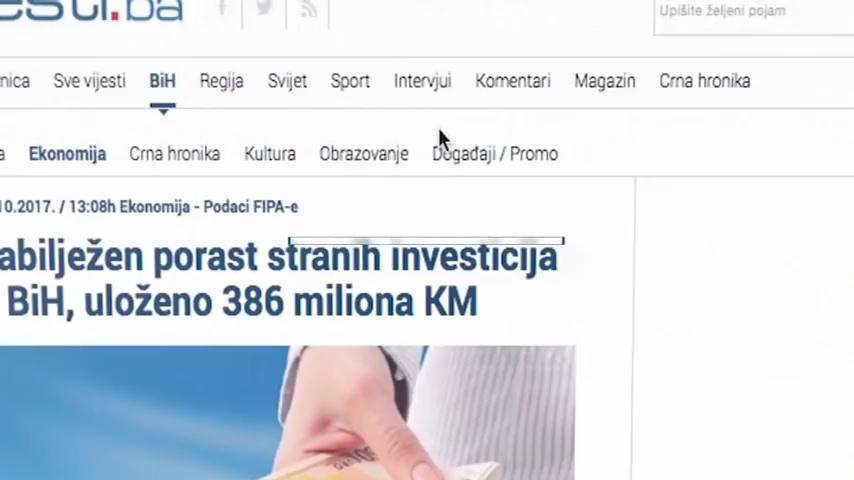 esti.ba
Upišite željeni pojam
nica Sve vijesti BiH Regija Svijet Sport Intervjui Komentari Magazin Crna hronika
a Ekonomija Crna hronika Kultura Obrazovanje Događaji / Promo
10.2017. / 13:08h Ekonomija - Podaci FIPA-e
abilježen porast stranih investicija
BiH, uloženo 386 miliona KM